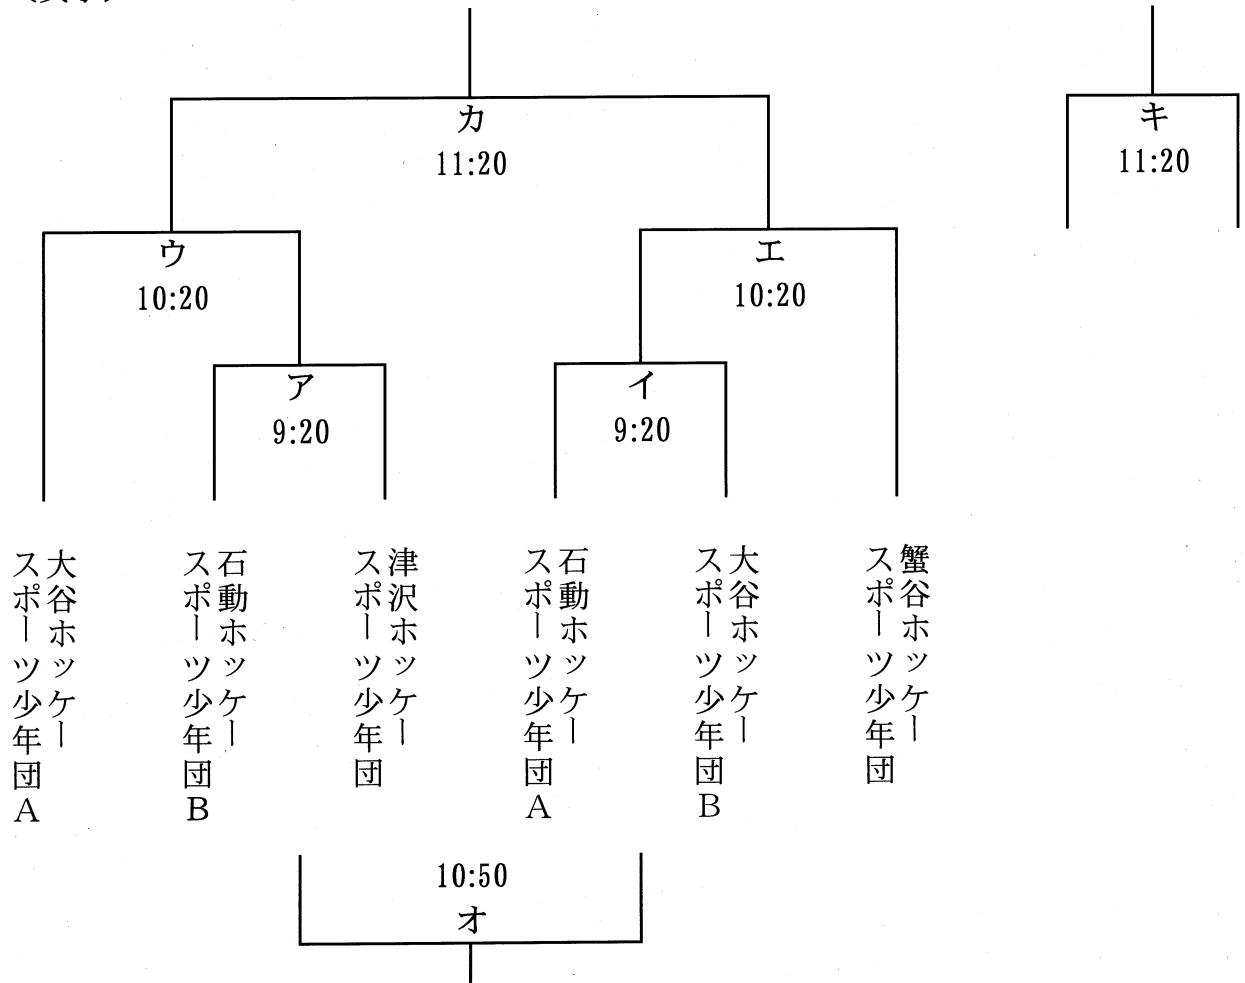 カ
11:20
キ
11:20
ウ
10:20
エ
10:20
ア
9:20
イ
9:20
大谷ホッケー
スポーツ少年団A
石動ホッケー
スポーツ少年団B
津沢ホッケー
スポーツ少年団
石動ホッケー
スポーツ少年団A
大谷ホッケー
スポーツ少年団B
蟹谷ホッケー
スポーツ少年団
10:50
オ